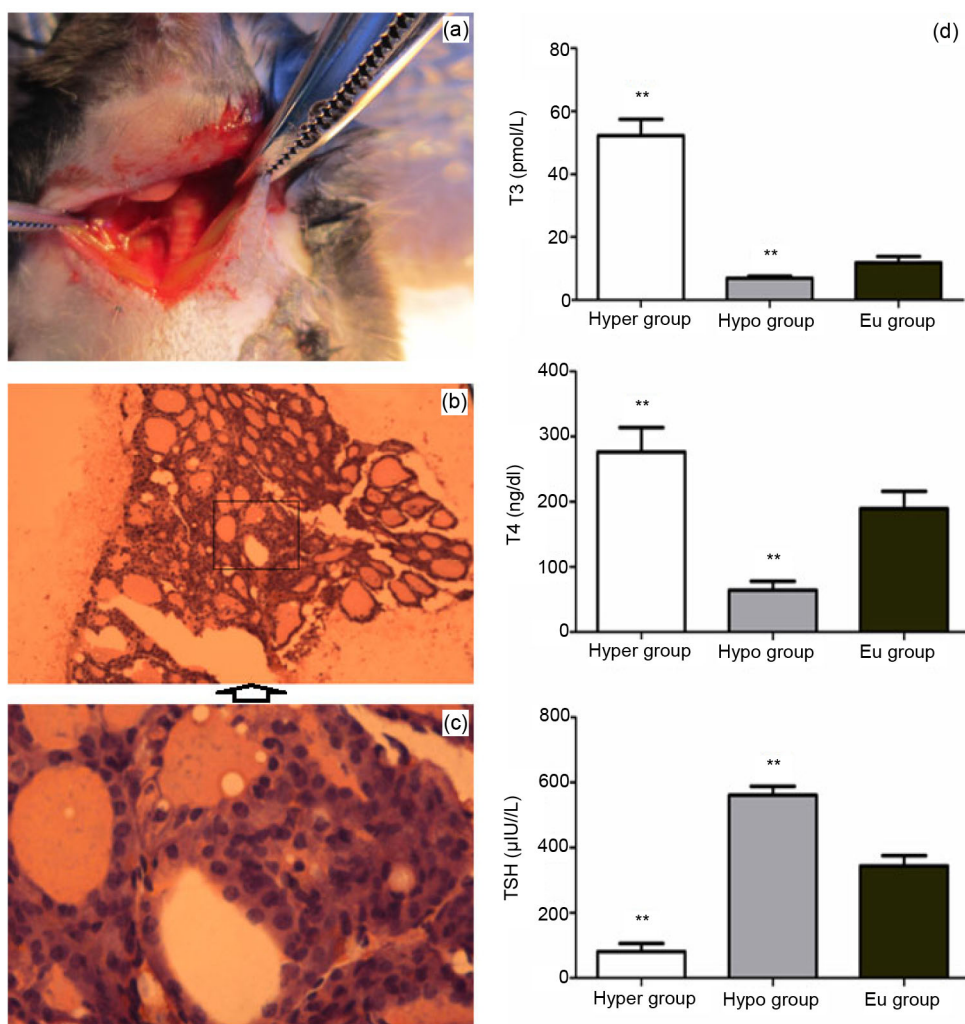 (a)
(b)
(c)
(d)
80
60
40
20
0
T3 (pmol/L)
**
**
Hyper group
Hypo group
Eu group
400
300
200
100
0
T4 (ng/dl)
**
**
Hyper group
Hypo group
Eu group
800
600
400
200
0
TSH (μIU//L)
**
**
Hyper group
Hypo group
Eu group